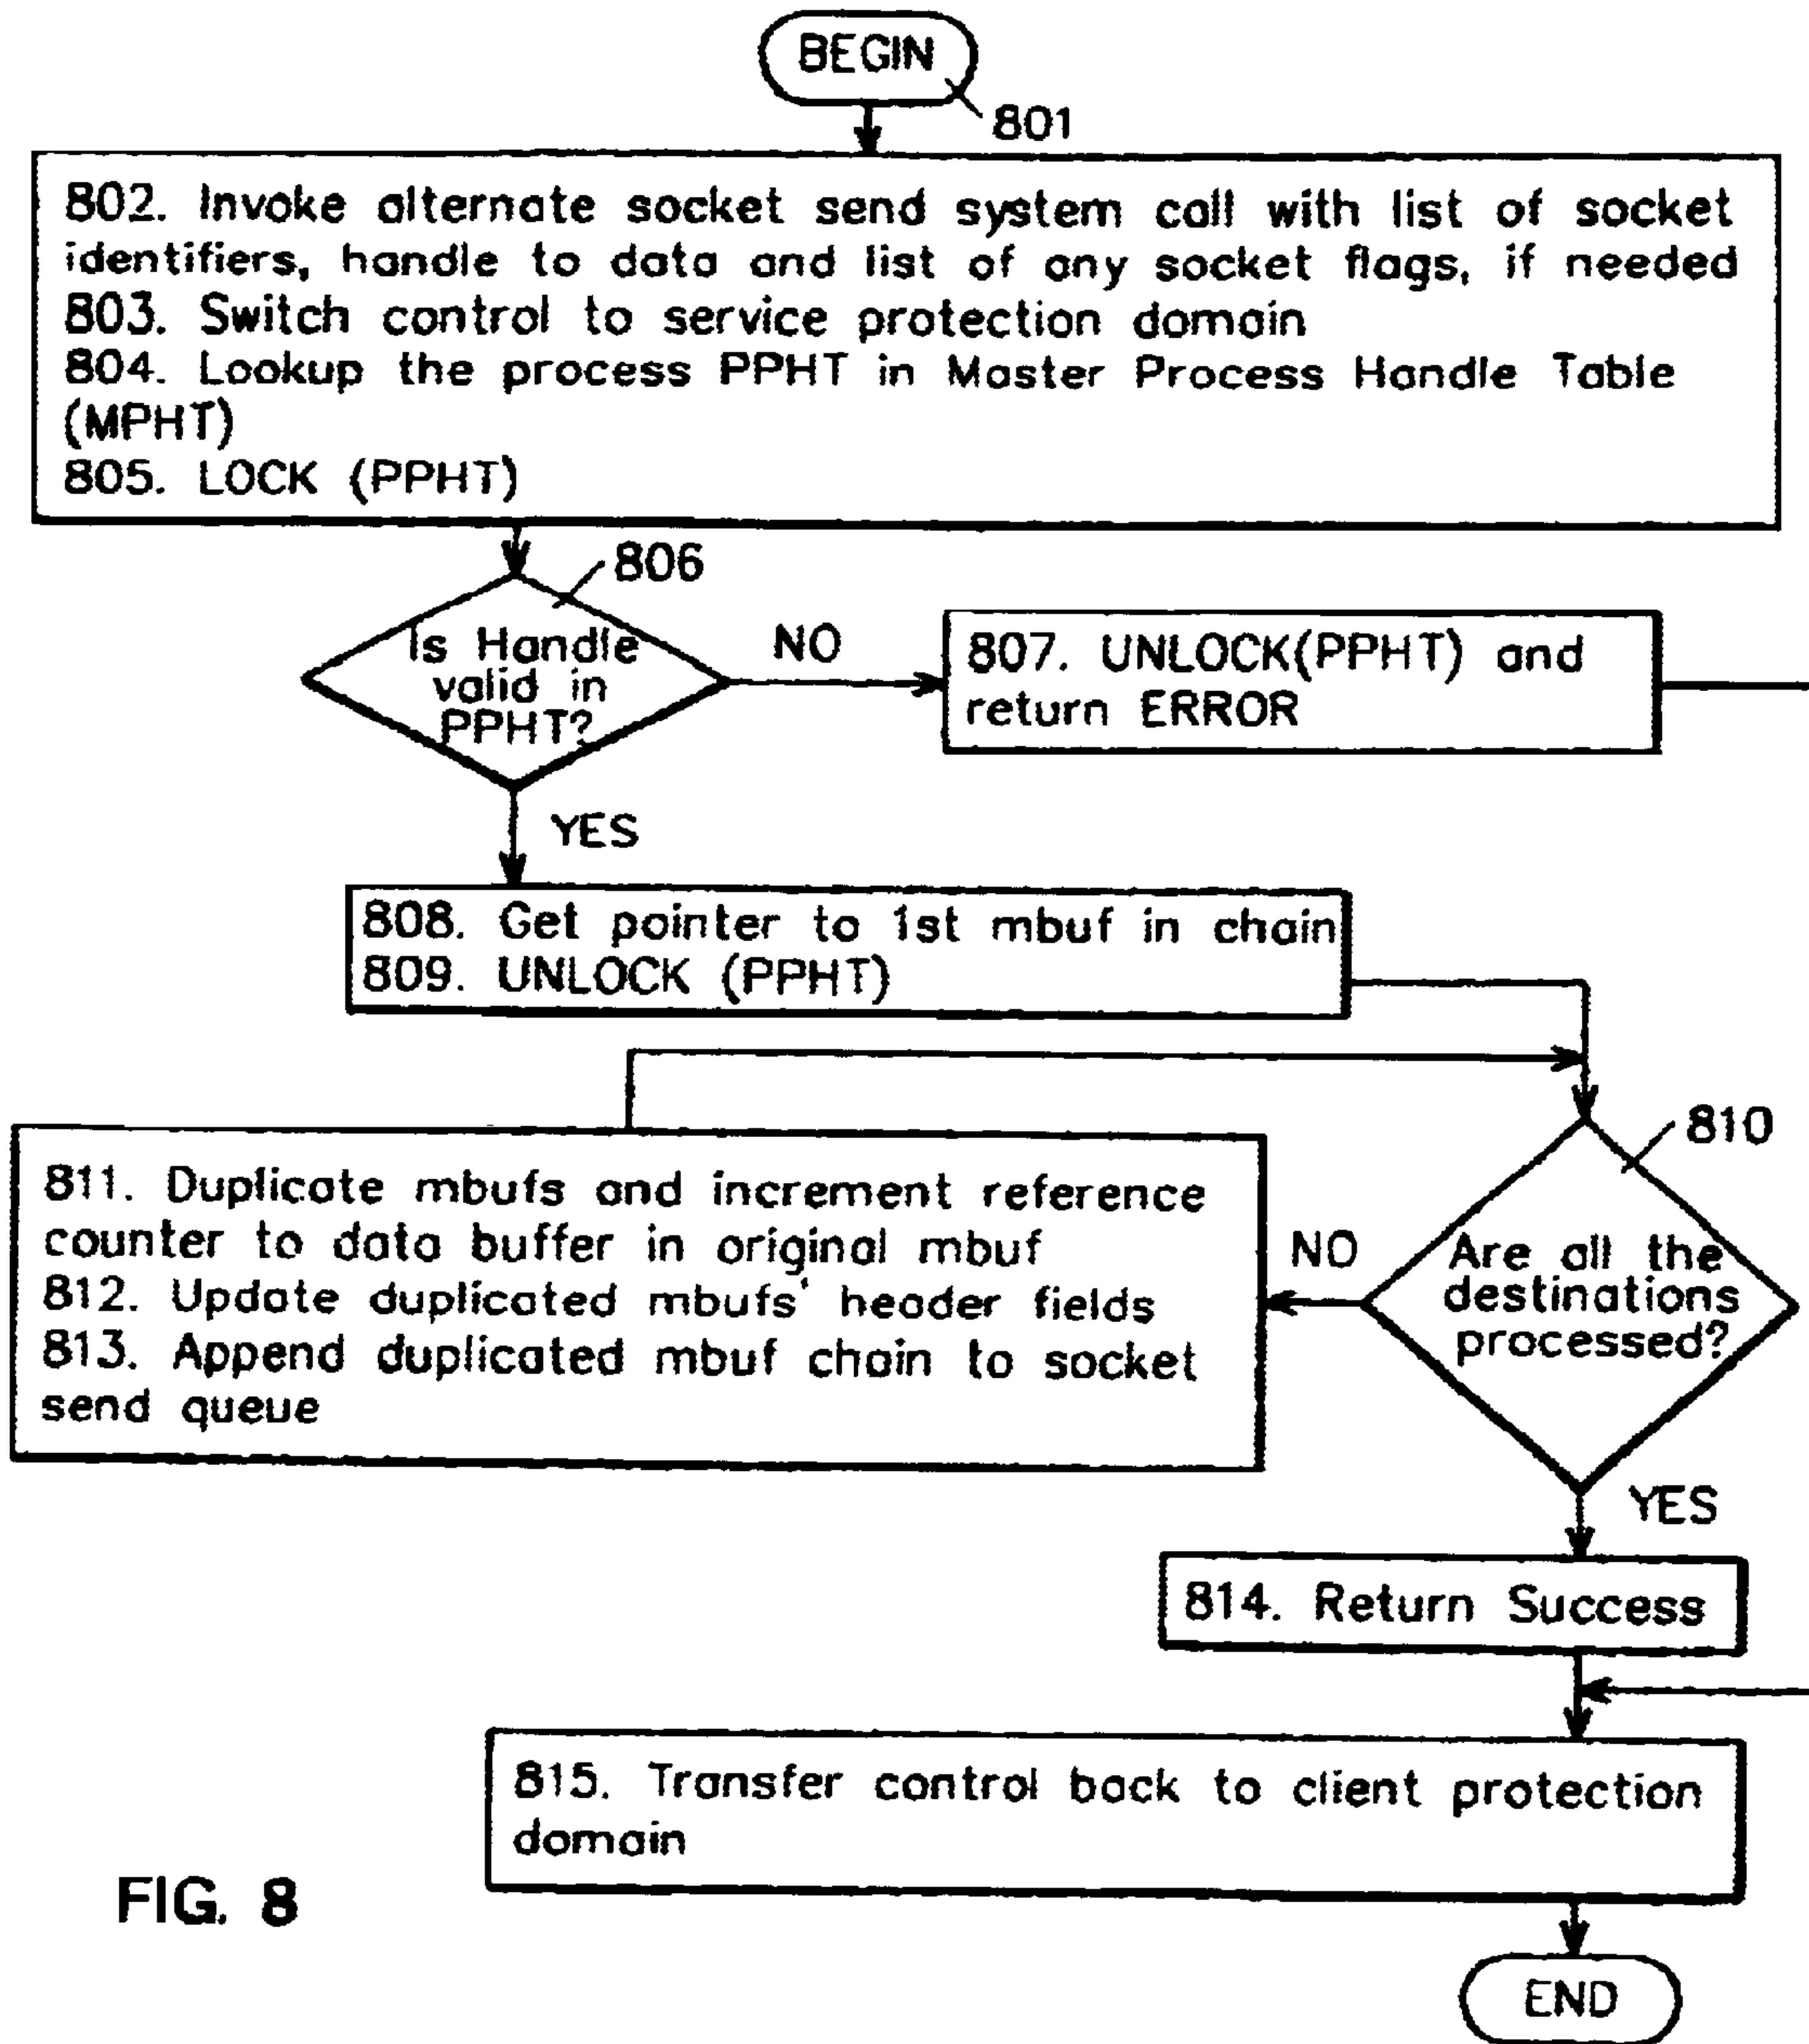 BEGIN
801
802. Invoke alternate socket send system call with list of socket
identifiers, handle to data and list of any socket flags, if needed
803. Switch control to service protection domain
804. Lookup the process PPHT in Master Process Handle Table
(MPHT)
805. LOCK (PPHT)
806
Is Handle
valid in
PPHT?
NO
807. UNLOCK(PPHT) and
return ERROR
YES
808. Get pointer to 1st mbuf in chain
809. UNLOCK (PPHT)
810
811. Duplicate mbufs and increment reference
counter to data buffer in original mbuf
812. Update duplicated mbufs' header fields
813. Append duplicated mbuf chain to socket
send queue
NO
Are all the
destinations
processed?
YES
814. Return Success
815. Transfer control back to client protection
domain
FIG. 8
END